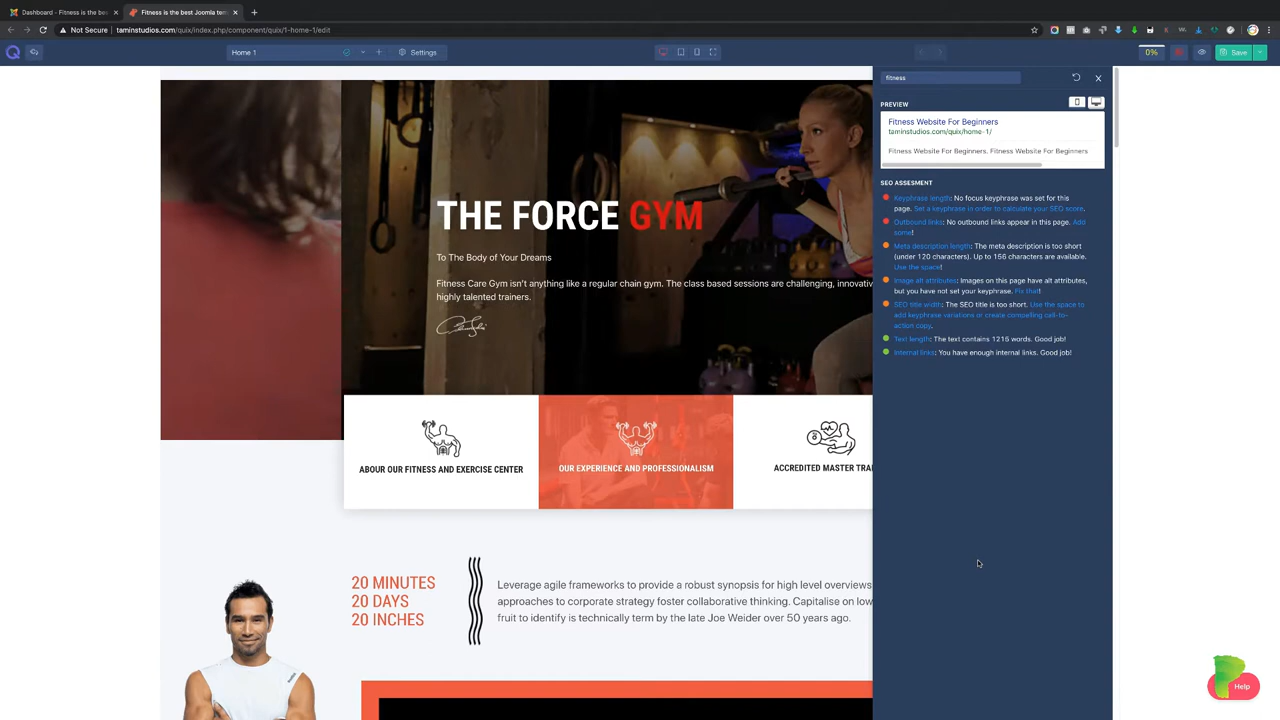 Dashboard - Fitness is the be
Fitness is the best Joomla tem
Not Secure | taminstudios.com/quix/index.php/component/quix/1-home-1/edit
Home 1
Settings
0%
Save
fitness
PREVIEW
Fitness Website For Beginners
taminstudios.com/quix/home-1/
Fitness Website For Beginners. Fitness Website For Beginners
SEO ASSESMENT
Keyphrase length: No focus keyphrase was set for this
page. Set a keyphrase in order to calculate your SEO score.
Outbound links: No outbound links appear in this page. Add
some!
Meta description length: The meta description is too short
(under 120 characters). Up to 156 characters are available.
Use the space!
Image alt attributes: Images on this page have alt attributes,
but you have not set your keyphrase. Fix that!
SEO title width: The SEO title is too short. Use the space to
add keyphrase variations or create compelling call-to-
action copy.
Text length: The text contains 1215 words. Good job!
Internal links: You have enough internal links. Good job!
THE FORCE GYM
To The Body of Your Dreams
Fitness Care Gym isn't anything like a regular chain gym. The class based sessions are challenging, innovativ
highly talented trainers.
ABOUR OUR FITNESS AND EXERCISE CENTER
OUR EXPERIENCE AND PROFESSIONALISM
ACCREDITED MASTER TRA
20 MINUTES
20 DAYS
20 INCHES
Leverage agile frameworks to provide a robust synopsis for high level overviews
approaches to corporate strategy foster collaborative thinking. Capitalise on low
fruit to identify is technically term by the late Joe Weider over 50 years ago.
Help